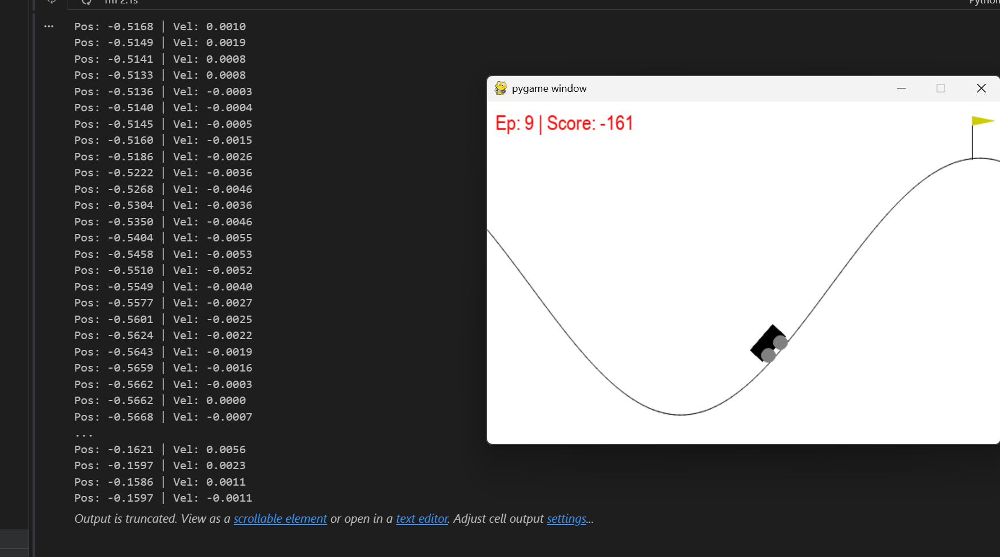 Pos: -0.5168 | Vel: 0.0010
Pos: -0.5149 | Vel: 0.0019
Pos: -0.5141 | Vel: 0.0008
Pos: -0.5133 | Vel: 0.0008
Pos: -0.5136 | Vel: -0.0003
Pos: -0.5140 | Vel: -0.0004
Pos: -0.5145 | Vel: -0.0005
Pos: -0.5160 | Vel: -0.0015
Pos: -0.5186 | Vel: -0.0026
Pos: -0.5222 | Vel: -0.0036
Pos: -0.5268 | Vel: -0.0046
Pos: -0.5304 | Vel: -0.0036
Pos: -0.5350 | Vel: -0.0046
Pos: -0.5404 | Vel: -0.0055
Pos: -0.5458 | Vel: -0.0053
Pos: -0.5510 | Vel: -0.0052
Pos: -0.5549 | Vel: -0.0040
Pos: -0.5577 | Vel: -0.0027
Pos: -0.5601 | Vel: -0.0025
Pos: -0.5624 | Vel: -0.0022
Pos: -0.5643 | Vel: -0.0019
Pos: -0.5659 | Vel: -0.0016
Pos: -0.5662 | Vel: -0.0003
Pos: -0.5662 | Vel: 0.0000
Pos: -0.5668 | Vel: -0.0007
...
Pos: -0.1621 | Vel: 0.0056
Pos: -0.1597 | Vel: 0.0023
Pos: -0.1586 | Vel: 0.0011
Pos: -0.1597 | Vel: -0.0011
Output is truncated. View as a scrollable element or open in a text editor. Adjust cell output settings...
pygame window
Ep: 9 | Score: -161